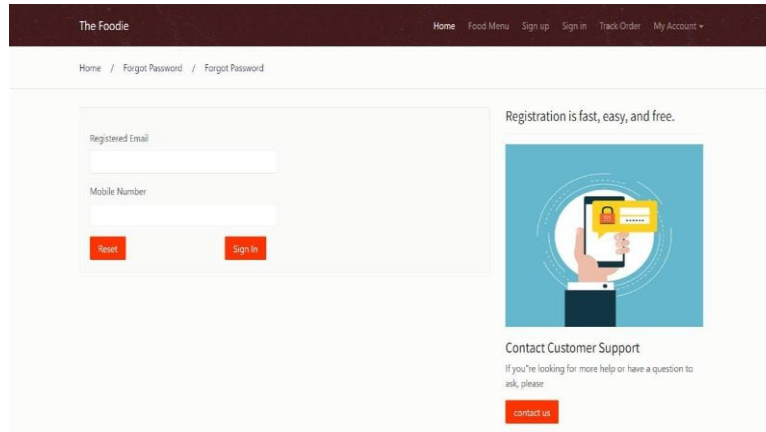 The Foodie
Home Food Menu Sign up Sign in Track Order My Account
Home / Forgot Password / Forgot Password
Registered Email
Mobile Number
Reset Sign In
Registration is fast, easy, and free.
Contact Customer Support
If you"re looking for more help or have a question to
ask, please
contact us